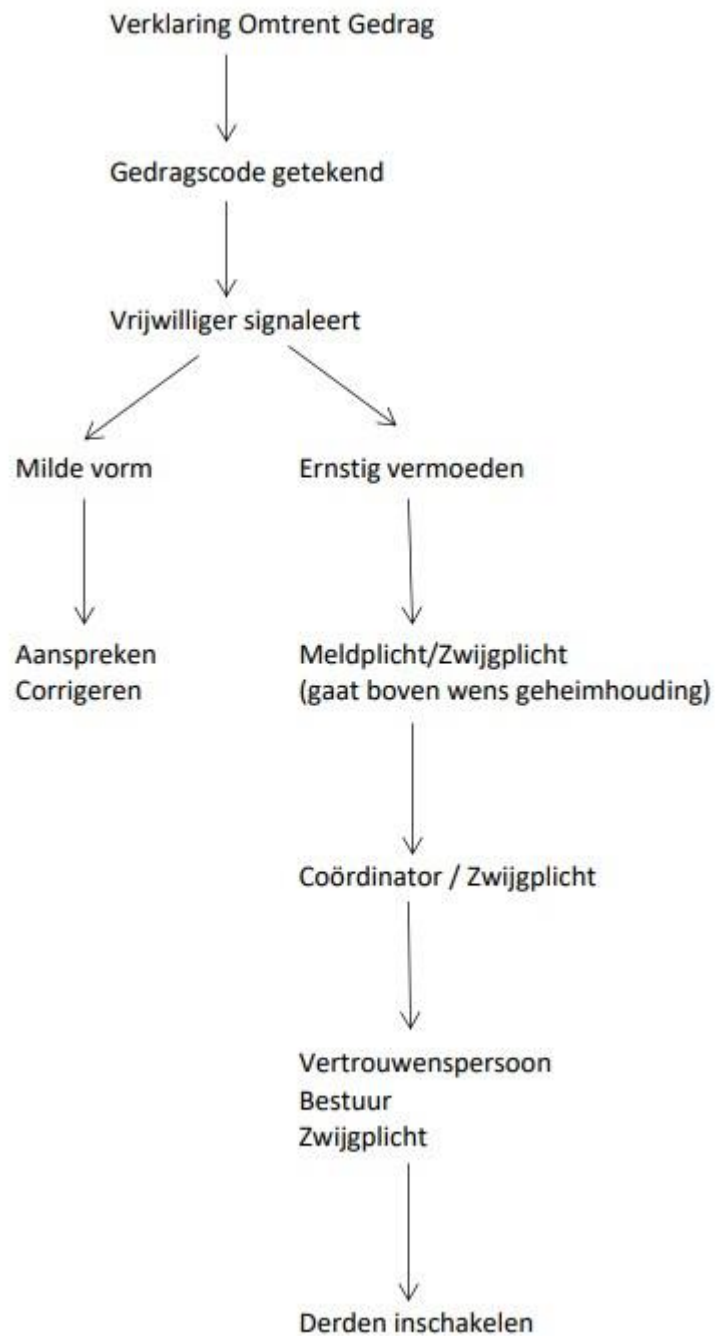 Verklaring Omtrent Gedrag
Gedragscode getekend
Vrijwilliger signaleert
Milde vorm
Ernstig vermoeden
Aanspreken
Corrigeren
Meldplicht/Zwijgplicht
(gaat boven wens geheimhouding)
Coördinator / Zwijgplicht
Vertrouwenspersoon
Bestuur
Zwijgplicht
Derden inschakelen